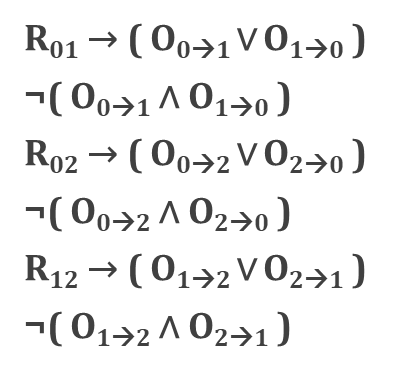 R₀₁ → ( O₀→₁ ∨ O₁→₀ )
¬( O₀→₁ ∧ O₁→₀ )
R₀₂ → ( O₀→₂ ∨ O₂→₀ )
¬( O₀→₂ ∧ O₂→₀ )
R₁₂ → ( O₁→₂ ∨ O₂→₁ )
¬( O₁→₂ ∧ O₂→₁ )